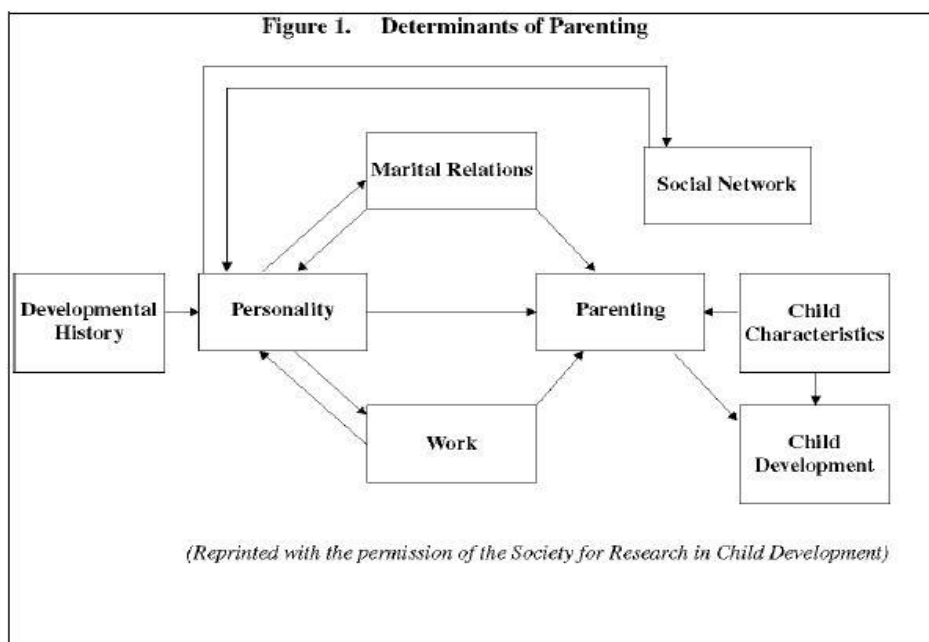 Figure 1. Determinants of Parenting
Marital Relations
Social Network
Developmental
History
Personality
Parenting
Child
Characteristics
Work
Child
Development
(Reprinted with the permission of the Society for Research in Child Development)